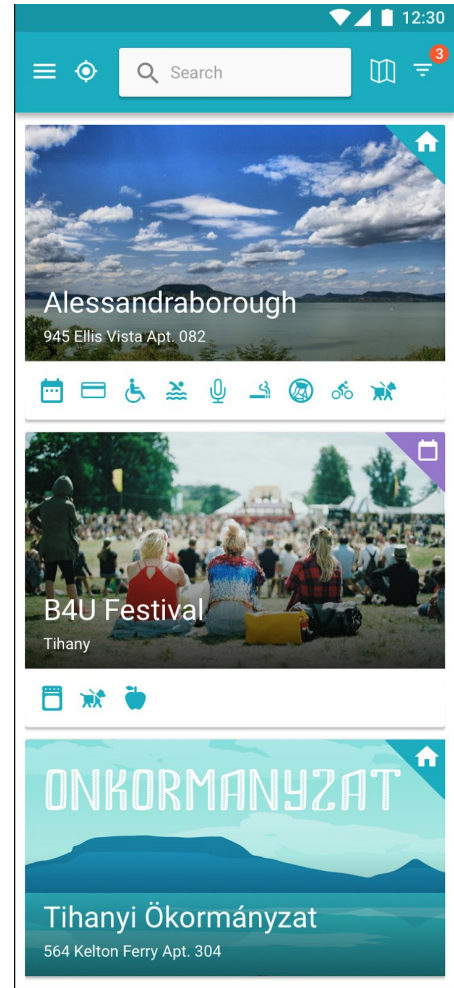 12:30
3
Search
Alessandraborough
945 Ellis Vista Apt. 082
B4U Festival
Tihany
ONKORMANYZAT
Tihanyi Ökormányzat
564 Kelton Ferry Apt. 304